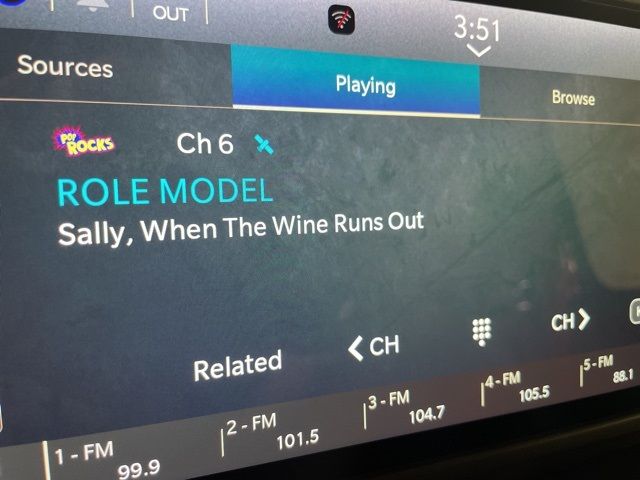 OUT
3:51
Sources
Playing
Browse
POP ROCKS
Ch 6
ROLE MODEL
Sally, When The Wine Runs Out
Related
CH
CH
1 - FM
99.9
2 - FM
101.5
3 - FM
104.7
4 - FM
105.5
5 - FM
88.1